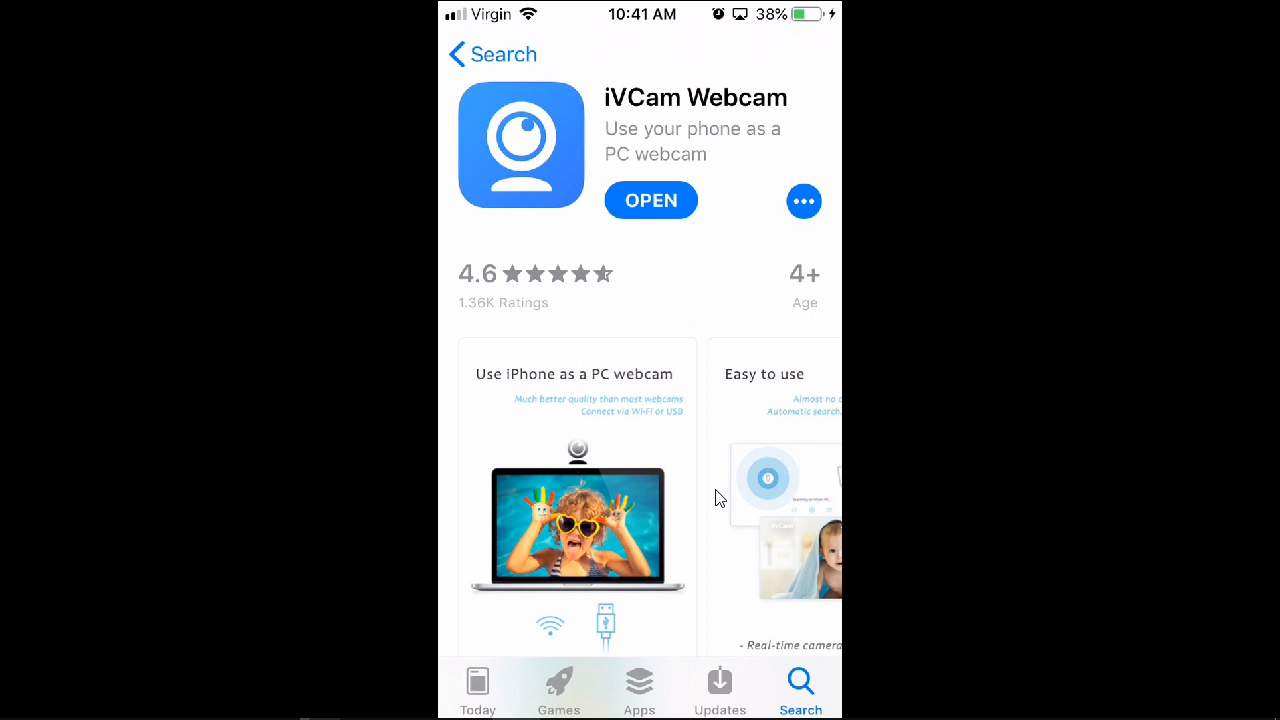 Virgin 10:41 AM 38%
Search
iVCam Webcam
Use your phone as a
PC webcam
OPEN
4.6 4+
1.36K Ratings Age
Use iPhone as a PC webcam
Much better quality than most webcams
Connect via Wi-Fi or USB
Easy to use
Almost no
Automatic search,
- Real-time camera
Today Games Apps Updates Search